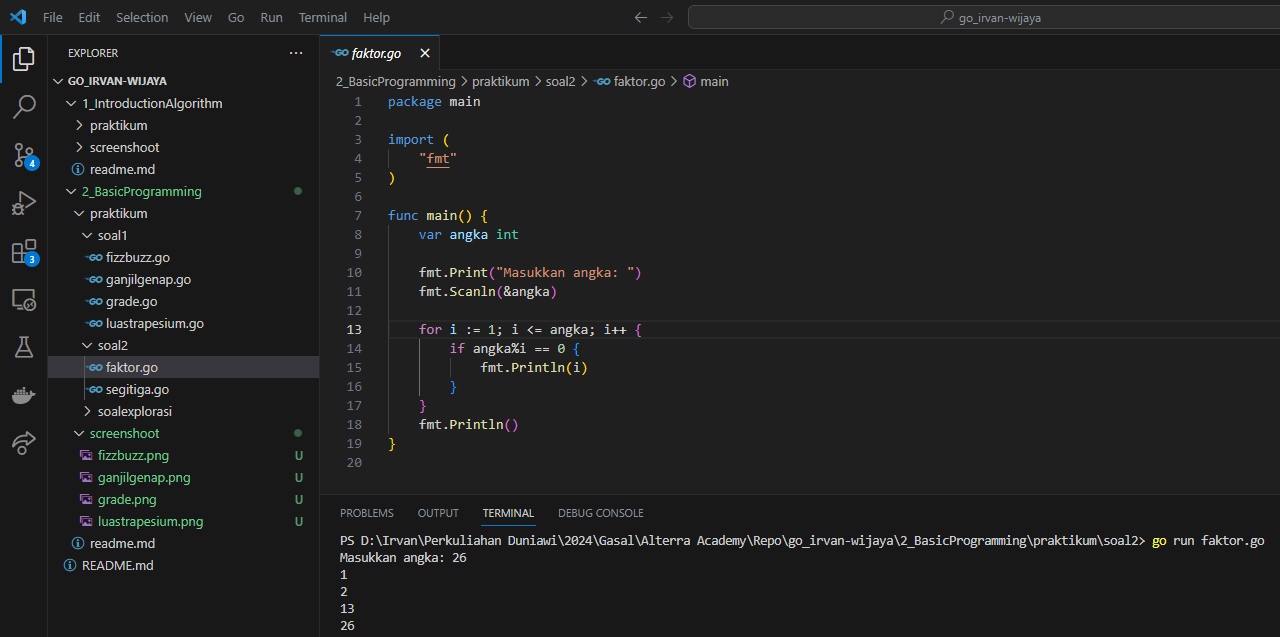 File Edit Selection View Go Run Terminal Help
go_irvan-wijaya
EXPLORER
GO_IRVAN-WIJAYA
1_IntroductionAlgorithm
praktikum
screenshoot
readme.md
2_BasicProgramming
praktikum
soal1
fizzbuzz.go
ganjilgenap.go
grade.go
luastrapesium.go
soal2
faktor.go
segitiga.go
soalexplorasi
screenshoot
fizzbuzz.png U
ganjilgenap.png U
grade.png U
luastrapesium.png U
readme.md
README.md
4
3
GO faktor.go
2_BasicProgramming > praktikum > soal2 > GO faktor.go > main
1 package main
2
3 import (
4 "fmt"
5 )
6
7 func main() {
8 var angka int
9
10 fmt.Print("Masukkan angka: ")
11 fmt.Scanln(&angka)
12
13 for i := 1; i <= angka; i++ {
14 if angka%i == 0 {
15 fmt.Println(i)
16 }
17 }
18 fmt.Println()
19 }
20
PROBLEMS OUTPUT TERMINAL DEBUG CONSOLE
PS D:\Irvan\Perkuliahan Duniawi\2024\Gasal\Alterra Academy\Repo\go_irvan-wijaya\2_BasicProgramming\praktikum\soal2> go run faktor.go
Masukkan angka: 26
1
2
13
26